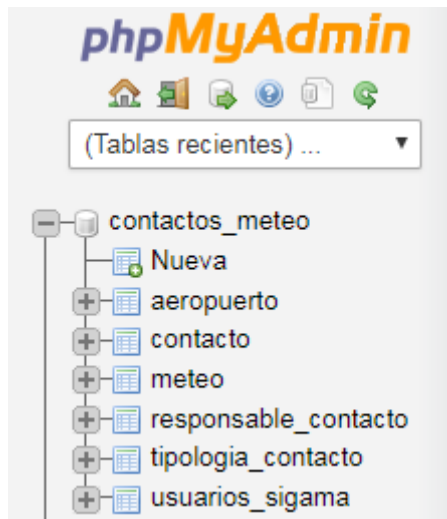 phpMyAdmin
(Tablas recientes) ...
contactos_meteo
Nueva
aeropuerto
contacto
meteo
responsable_contacto
tipologia_contacto
usuarios_sigama